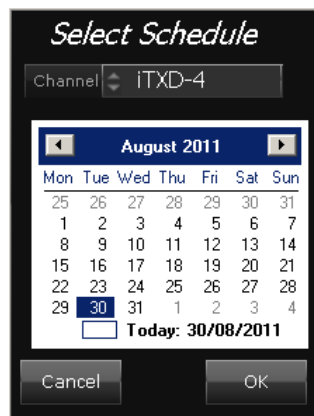 Select Schedule
Channel iTXD-4
August 2011
Mon Tue Wed Thu Fri Sat Sun
25 26 27 28 29 30 31
1 2 3 4 5 6 7
8 9 10 11 12 13 14
15 16 17 18 19 20 21
22 23 24 25 26 27 28
29 30 31 1 2 3 4
Today: 30/08/2011
Cancel OK